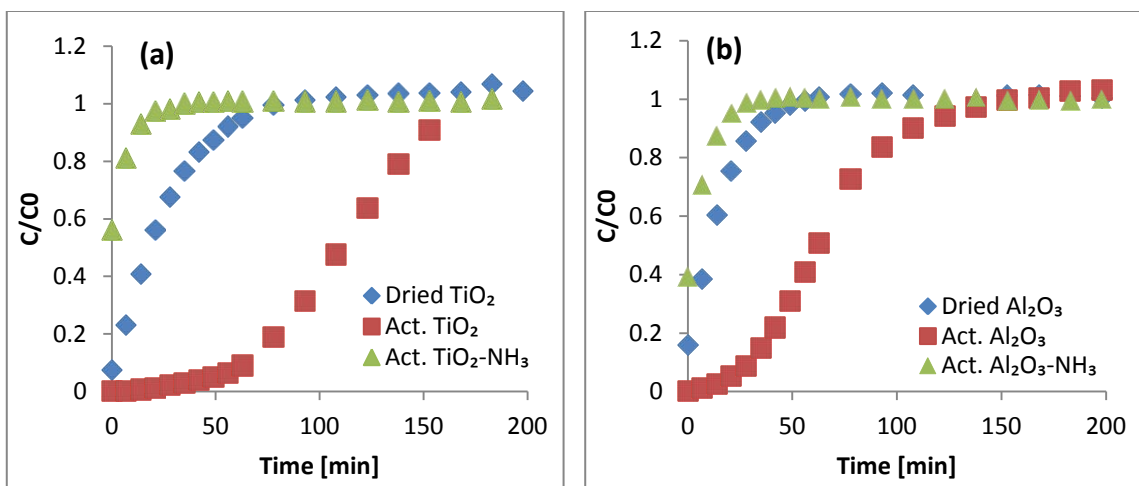 (a)
1.2
1
0.8
0.6
0.4
0.2
0
C/C0
0 50 100 150 200
Time [min]
Dried TiO₂
Act. TiO₂
Act. TiO₂-NH₃
(b)
1.2
1
0.8
0.6
0.4
0.2
0
C/C0
0 50 100 150 200
Time [min]
Dried Al₂O₃
Act. Al₂O₃
Act. Al₂O₃-NH₃